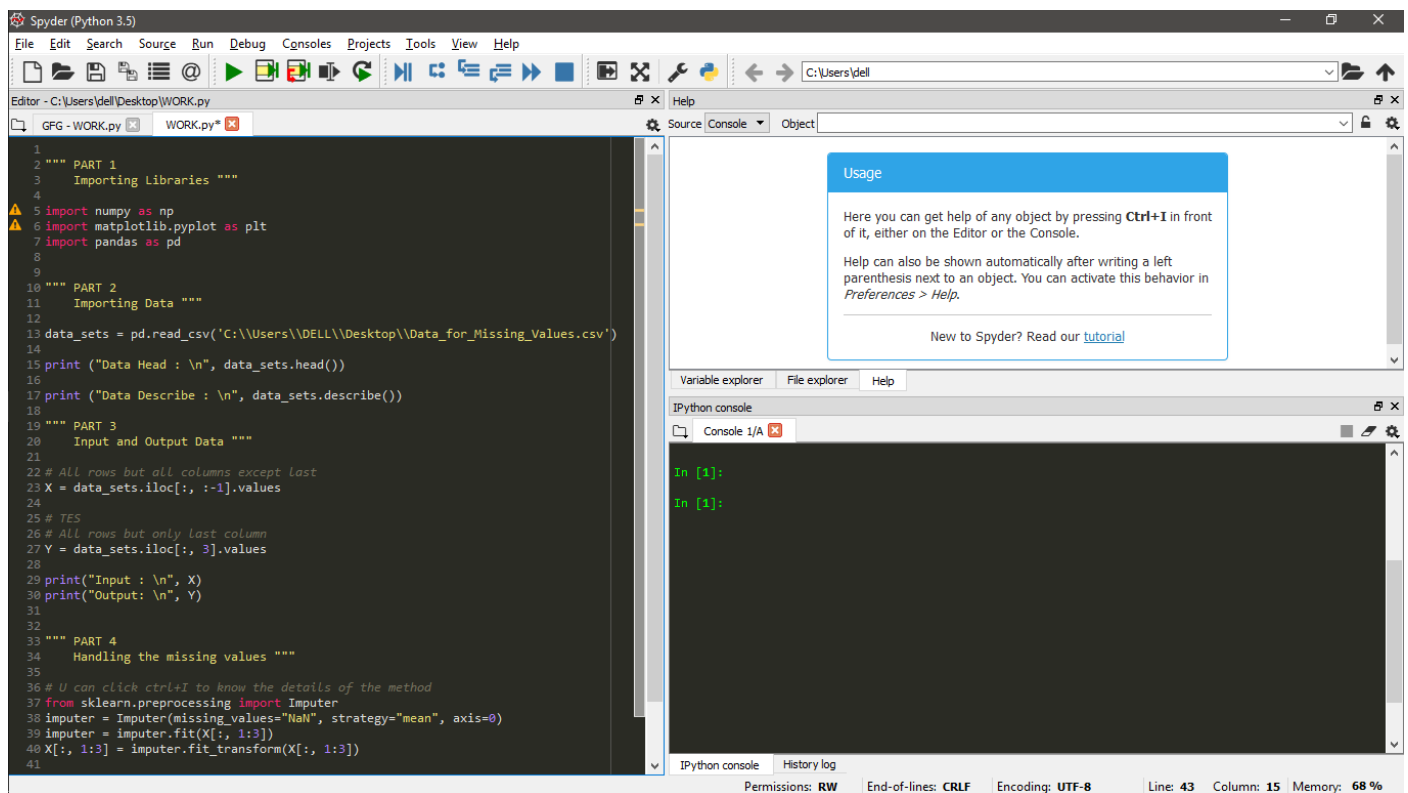 Spyder (Python 3.5)
File Edit Search Source Run Debug Consoles Projects Tools View Help
C:\Users\dell
Editor - C:\Users\dell\Desktop\WORK.py
GFG - WORK.py
WORK.py*
1
2 """ PART 1
3     Importing Libraries """
4
5 import numpy as np
6 import matplotlib.pyplot as plt
7 import pandas as pd
8
9
10 """ PART 2
11     Importing Data """
12
13 data_sets = pd.read_csv('C:\\Users\\DELL\\Desktop\\Data_for_Missing_Values.csv')
14
15 print ("Data Head : \n", data_sets.head())
16
17 print ("Data Describe : \n", data_sets.describe())
18
19 """ PART 3
20     Input and Output Data """
21
22 # All rows but all columns except last
23 X = data_sets.iloc[:, :-1].values
24
25 # TES
26 # All rows but only last column
27 Y = data_sets.iloc[:, 3].values
28
29 print("Input : \n", X)
30 print("Output: \n", Y)
31
32
33 """ PART 4
34     Handling the missing values """
35
36 # U can click ctrl+I to know the details of the method
37 from sklearn.preprocessing import Imputer
38 imputer = Imputer(missing_values="NaN", strategy="mean", axis=0)
39 imputer = imputer.fit(X[:, 1:3])
40 X[:, 1:3] = imputer.fit_transform(X[:, 1:3])
41
Help
Source Console Object
Usage
Here you can get help of any object by pressing Ctrl+I in front
of it, either on the Editor or the Console.
Help can also be shown automatically after writing a left
parenthesis next to an object. You can activate this behavior in
Preferences > Help.
New to Spyder? Read our tutorial
Variable explorer File explorer Help
IPython console
Console 1/A
In [1]:
In [1]:
IPython console History log
Permissions: RW End-of-lines: CRLF Encoding: UTF-8 Line: 43 Column: 15 Memory: 68 %